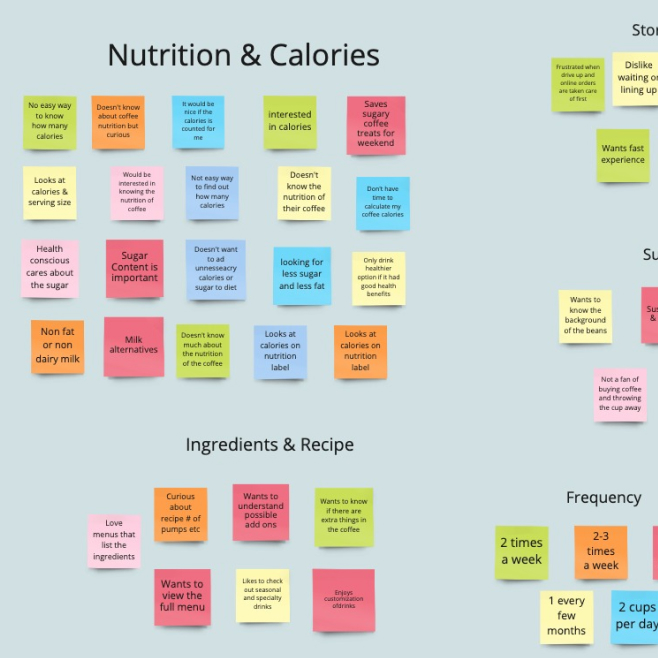 Nutrition & Calories
No easy way
to know
how many
calories
Doesn't know
about coffee
nutrition but
curious
It would be
nice if the
calories is
counted for
me
interested
in calories
Saves
sugary
coffee
treats for
weekend
Looks at
calories &
serving size
Would be
interested in
knowing the
nutrition of
coffee
Not easy way
to find out
how many
calories
Doesn't
know the
nutrition of
their coffee
Don't have
time to
calculate my
coffee calories
Health
conscious
cares about
the sugar
Sugar
Content is
important
Doesn't want
to ad
unnesseacry
calories or
sugar to diet
looking for
less sugar
and less fat
Only drink
healthier
option if it had
good health
benefits
Non fat
or non
dairy milk
Milk
alternatives
Doesn't know
much about
the nutrition
of the coffee
Looks at
calories on
nutrition
label
Looks at
calories on
nutrition
label
Ingredients & Recipe
Love
menus that
list the
ingredients
Curious
about
recipe # of
pumps etc
Wants to
understand
possible
add ons
Wants to know
if there are
extra things in
the coffee
Wants to
view the
full menu
Likes to check
out seasonal
and specialty
drinks
Enjoys
customization
ofdrinks
Stor
Frustrated when
drive up and
online orders
are taken care
of first
Dislike
waiting or
lining up
Wants fast
experience
Su
Wants to
know the
background
of the beans
Sus
&
Not a fan of
buying coffee
and throwing
the cup away
Frequency
2 times
a week
2-3
times
a week
1 every
few
months
2 cups
per day